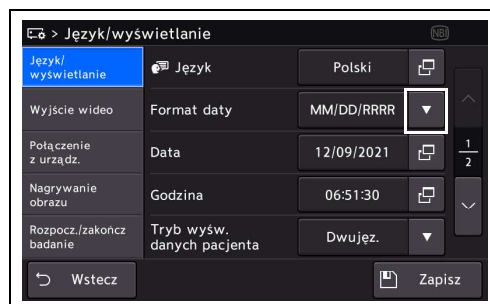 > Język/wyświetlanie
NBI
Język/
wyświetlanie
Język
Polski
Wyjście wideo
Format daty
MM/DD/RRRR
Połączenie
z urządz.
Data
12/09/2021
1
2
Nagrywanie
obrazu
Godzina
06:51:30
Rozpocz./zakończ
badanie
Tryb wyśw.
danych pacjenta
Dwujęz.
Wstecz
Zapisz